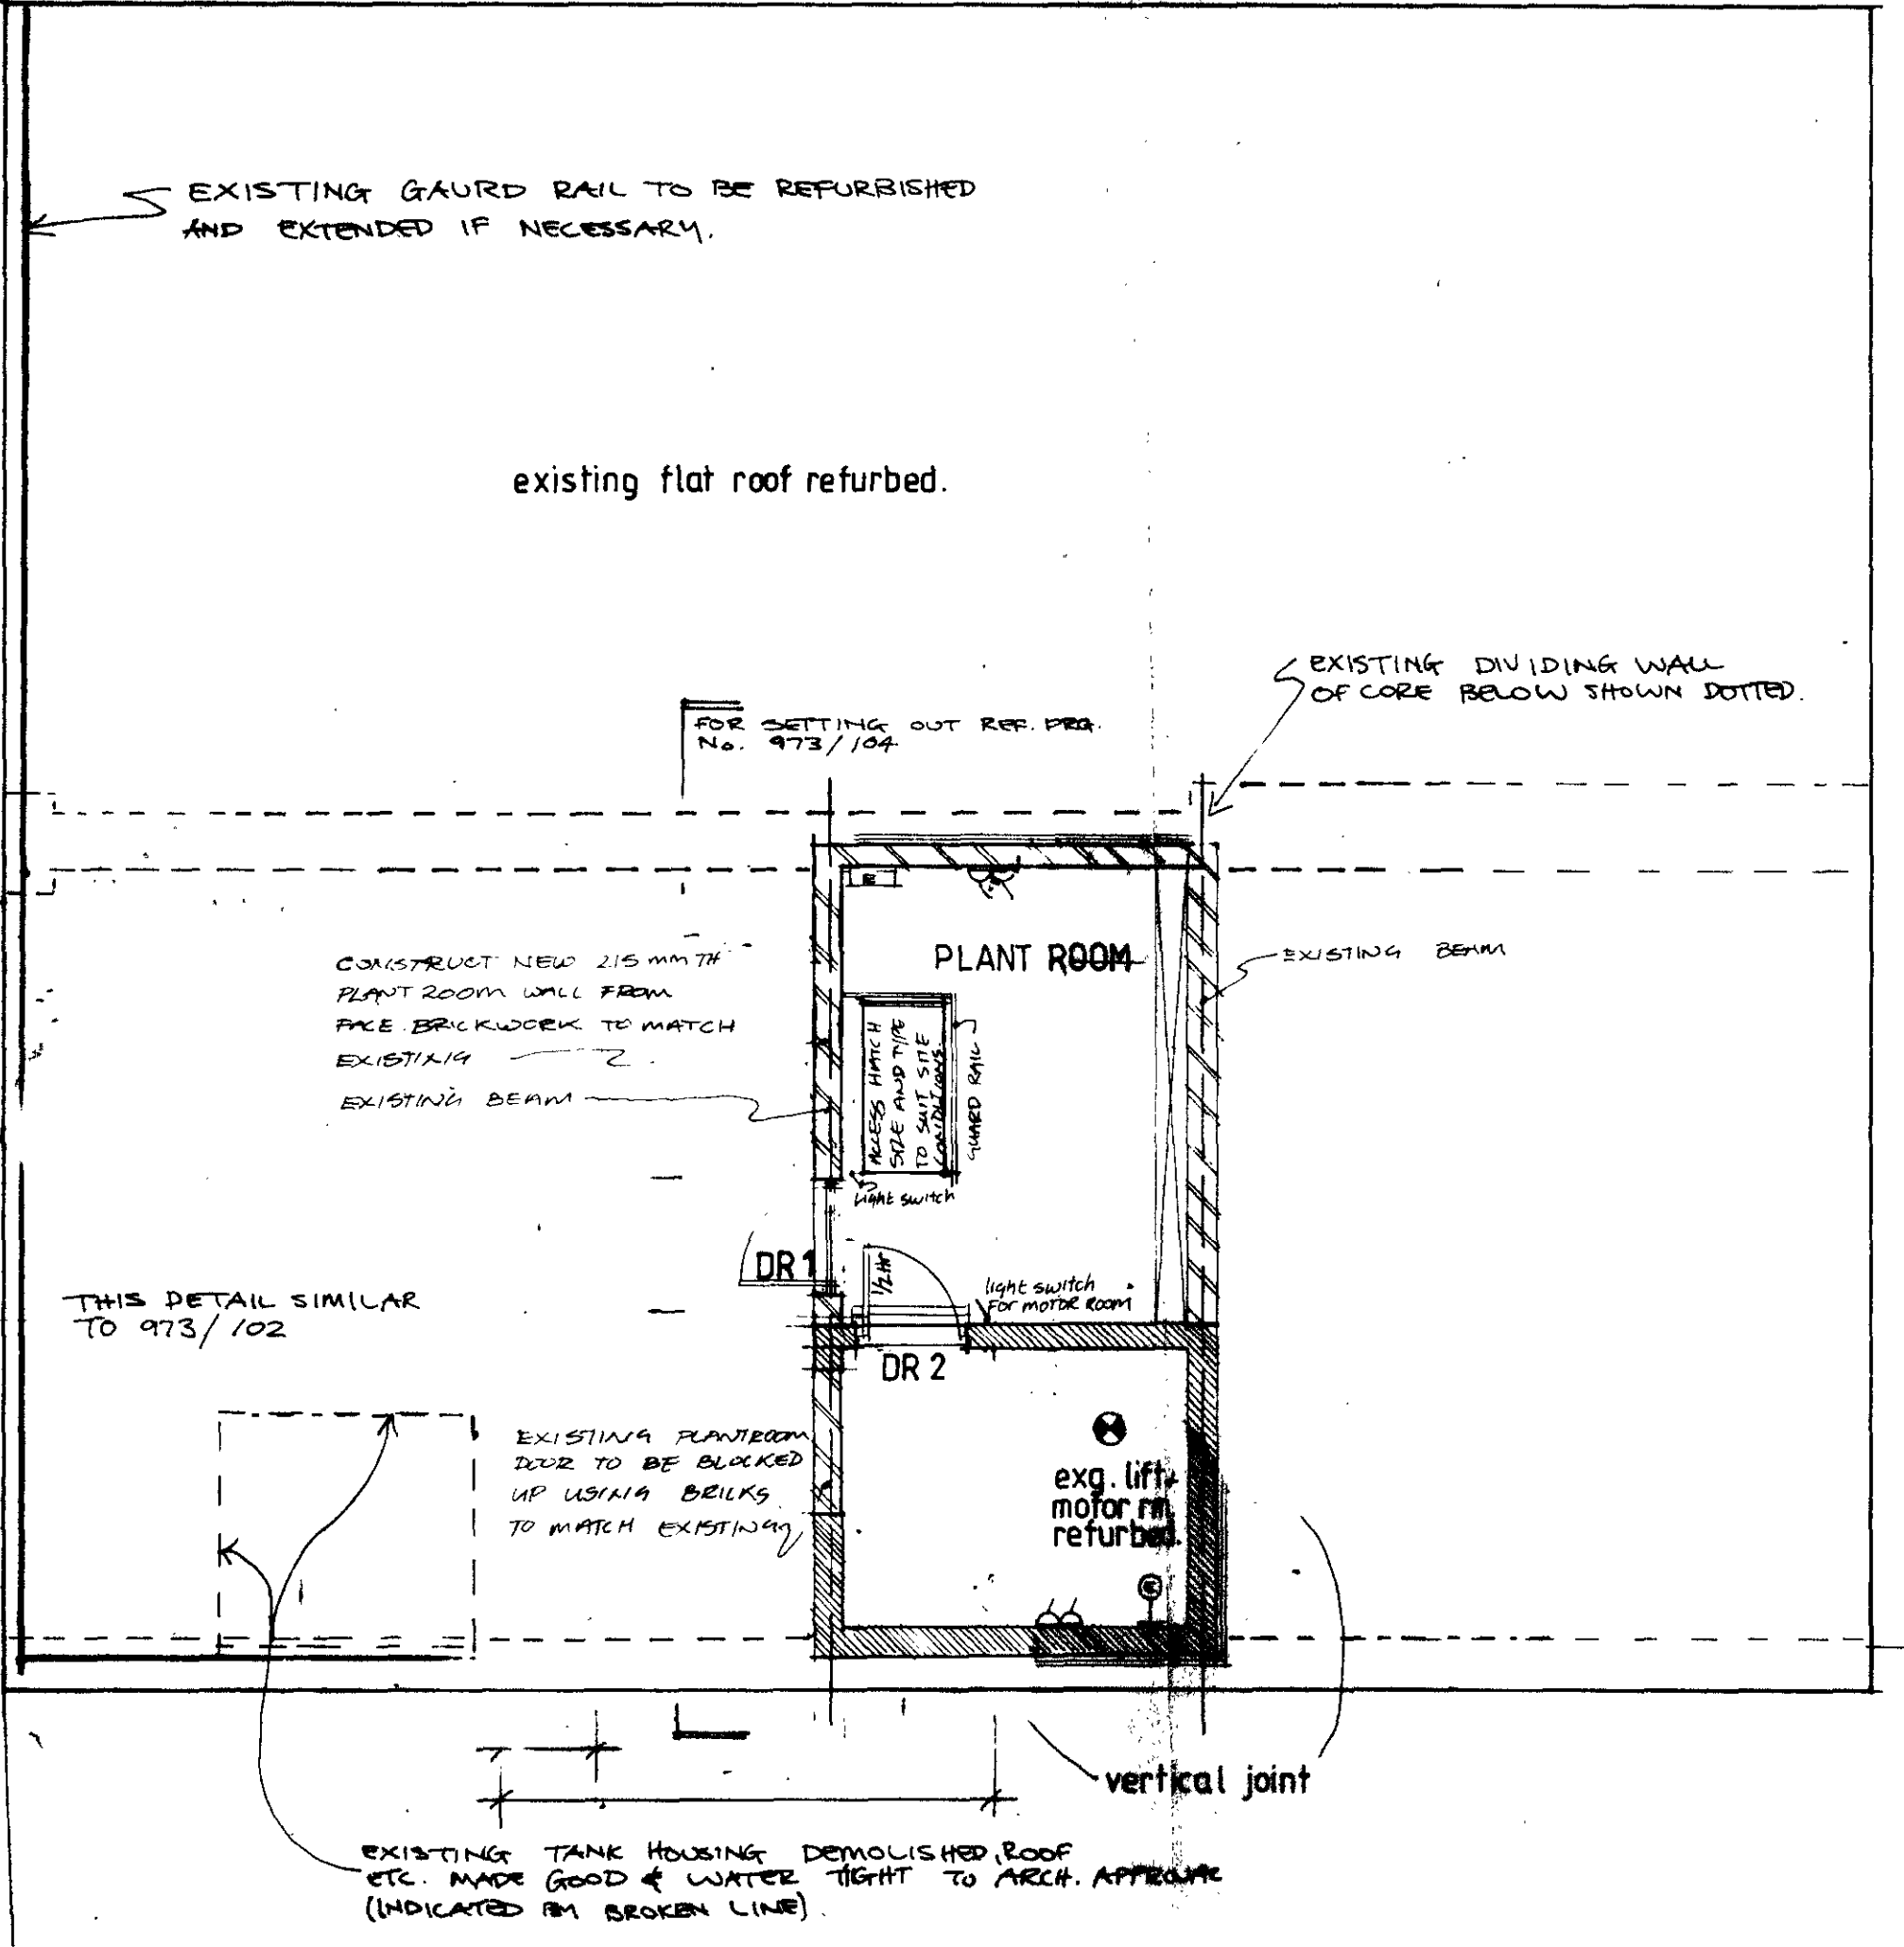 EXISTING GAURD RAIL TO BE REFURBISHED
AND EXTENDED IF NECESSARY.
existing flat roof refurbed.
EXISTING DIVIDING WALL
OF CORE BELOW SHOWN DOTTED.
FOR SETTING OUT REF. DRG.
No. 973/104
PLANT ROOM
EXISTING BEAM
CONSTRUCT NEW 215 mm TH
PLANT ROOM WALL FROM
FACE BRICKWORK TO MATCH
EXISTING
EXISTING BEAM
ACCESS HATCH
SIZE AND TYPE
TO SUIT SITE
CONDITIONS.
GUARD RAIL
light switch
DR 1
1/2 HR
light switch
FOR MOTOR ROOM
THIS DETAIL SIMILAR
TO 973/102
DR 2
EXISTING PLANTROOM
DOOR TO BE BLOCKED
UP USING BRICKS
TO MATCH EXISTING
exg. lift
motor rm
refurbed.
vertical joint
EXISTING TANK HOUSING DEMOLISHED, ROOF
ETC. MADE GOOD & WATER TIGHT TO ARCH. APPROVAL
(INDICATED BROKEN LINE).